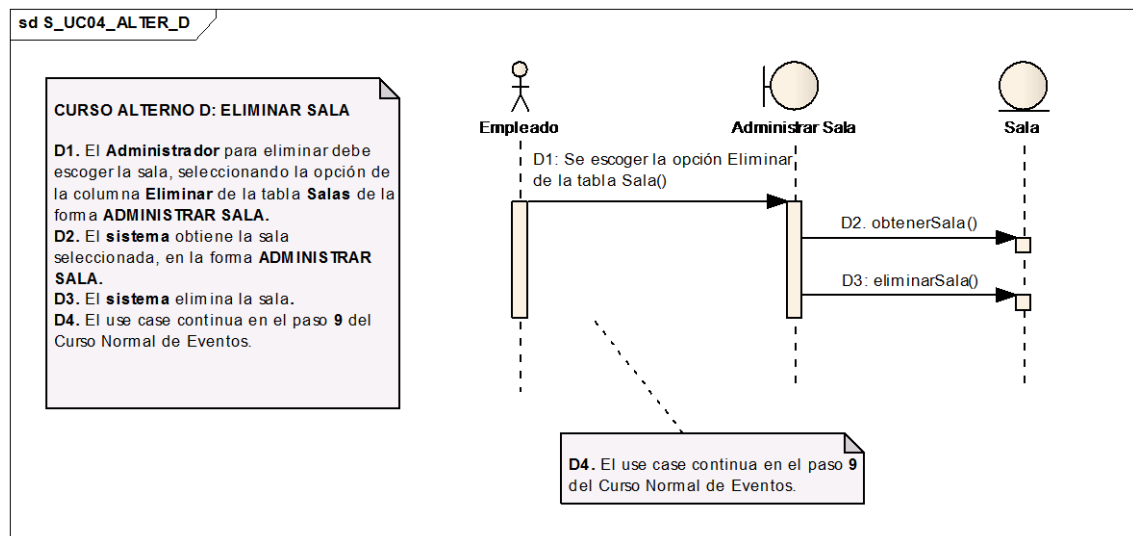 sd S_UC04_ALTER_D
CURSO ALTERNO D: ELIMINAR SALA
D1. El Administrador para eliminar debe
escoger la sala, seleccionando la opción de
la columna Eliminar de la tabla Salas de la
forma ADMINISTRAR SALA.
D2. El sistema obtiene la sala
seleccionada, en la forma ADMINISTRAR
SALA.
D3. El sistema elimina la sala.
D4. El use case continua en el paso 9 del
Curso Normal de Eventos.
Empleado
Administrar Sala
Sala
D1: Se escoger la opción Eliminar
de la tabla Sala()
D2. obtenerSala()
D3: eliminarSala()
D4. El use case continua en el paso 9
del Curso Normal de Eventos.